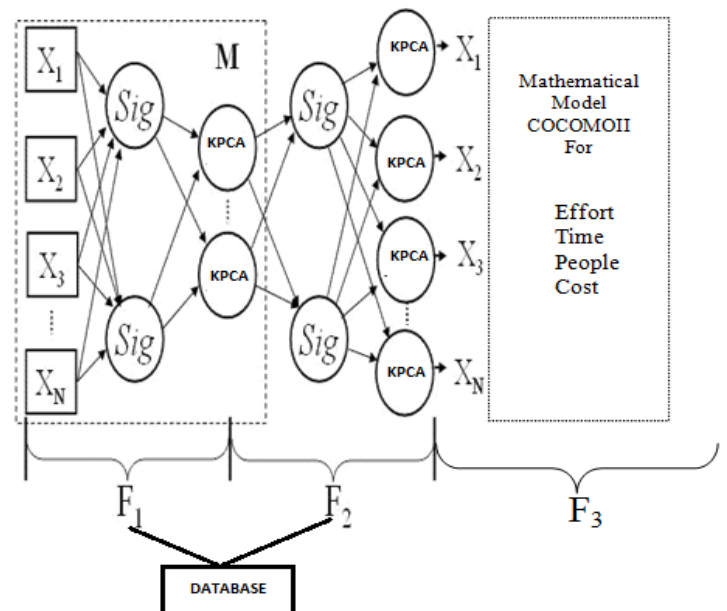 X1
X2
X3
XN
Sig
Sig
M
KPCA
KPCA
Sig
Sig
KPCA
KPCA
KPCA
KPCA
X1
X2
X3
XN
Mathematical
Model
COCOMOII
For
Effort
Time
People
Cost
F1
F2
F3
DATABASE